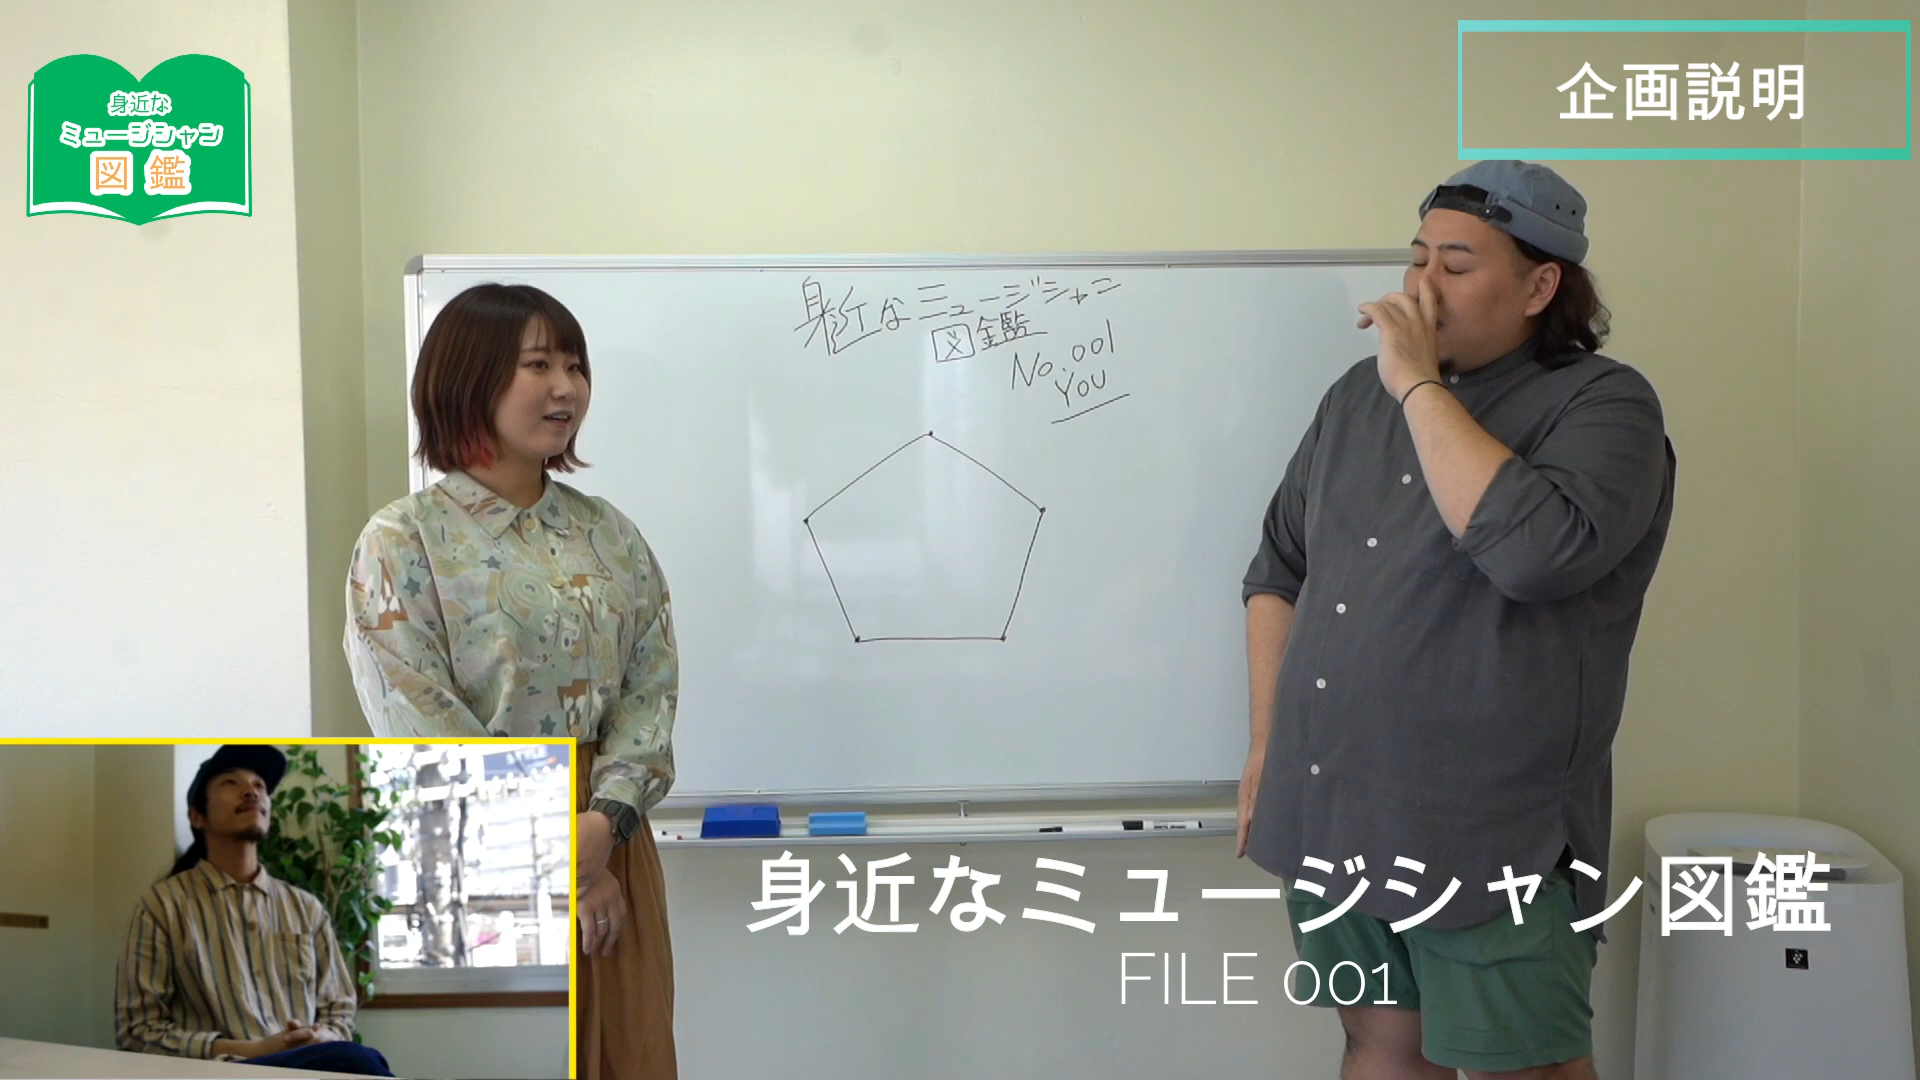 身近な
ミュージシャン
図鑑
企画説明
身近なミュージシャン
図鑑
No.001
YOU
身近なミュージシャン図鑑
FILE 001